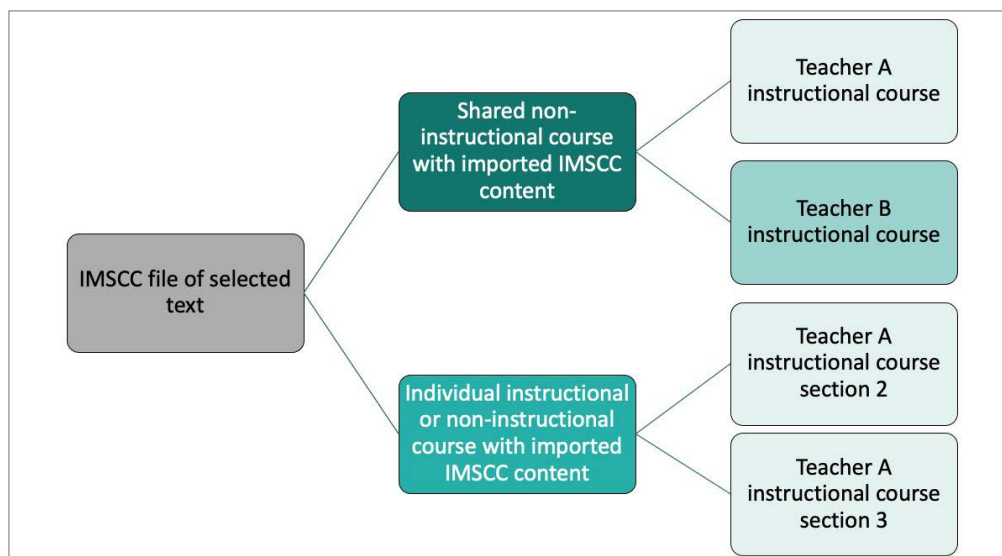 IMSCC file of selected
text
Shared non-
instructional course
with imported IMSCC
content
Teacher A
instructional course
Teacher B
instructional course
Individual instructional
or non-instructional
course with imported
IMSCC content
Teacher A
instructional course
section 2
Teacher A
instructional course
section 3